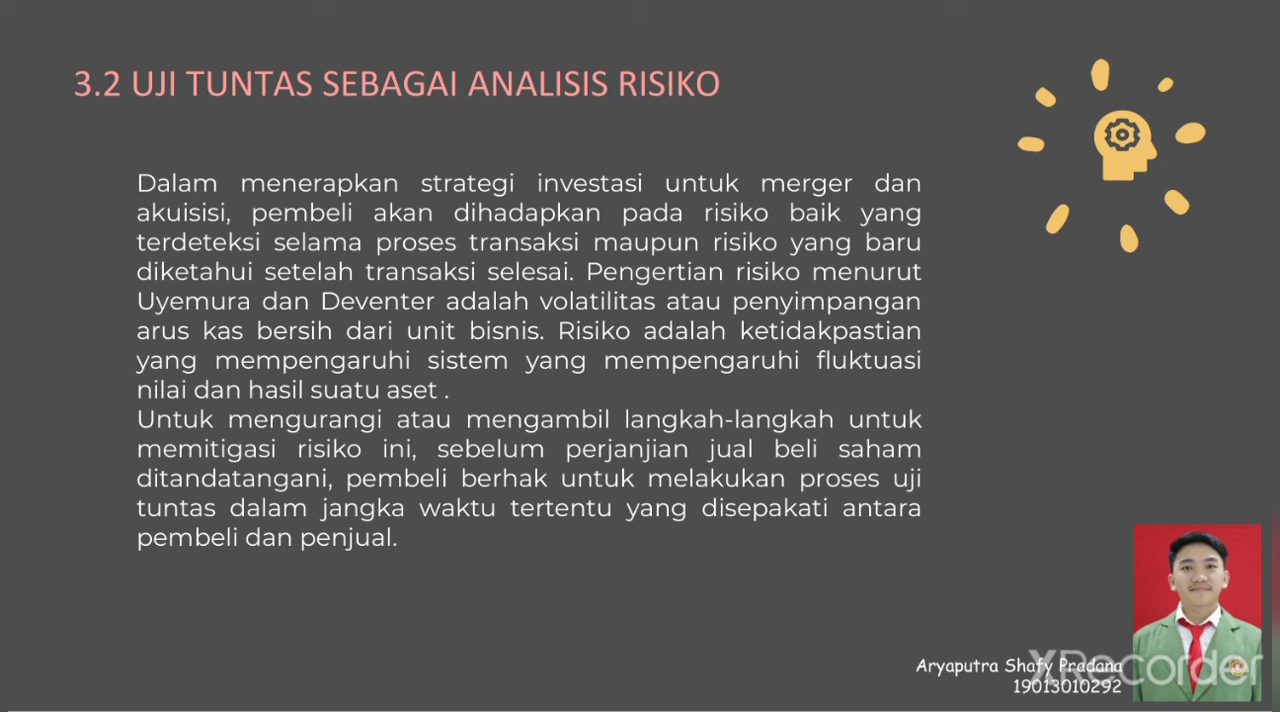 3.2 UJI TUNTAS SEBAGAI ANALISIS RISIKO
Dalam menerapkan strategi investasi untuk merger dan
akuisisi, pembeli akan dihadapkan pada risiko baik yang
terdeteksi selama proses transaksi maupun risiko yang baru
diketahui setelah transaksi selesai. Pengertian risiko menurut
Uyemura dan Deventer adalah volatilitas atau penyimpangan
arus kas bersih dari unit bisnis. Risiko adalah ketidakpastian
yang mempengaruhi sistem yang mempengaruhi fluktuasi
nilai dan hasil suatu aset .
Untuk mengurangi atau mengambil langkah-langkah untuk
memitigasi risiko ini, sebelum perjanjian jual beli saham
ditandatangani, pembeli berhak untuk melakukan proses uji
tuntas dalam jangka waktu tertentu yang disepakati antara
pembeli dan penjual.
Aryaputra Shafy Pradana
19013010292
XRecorder